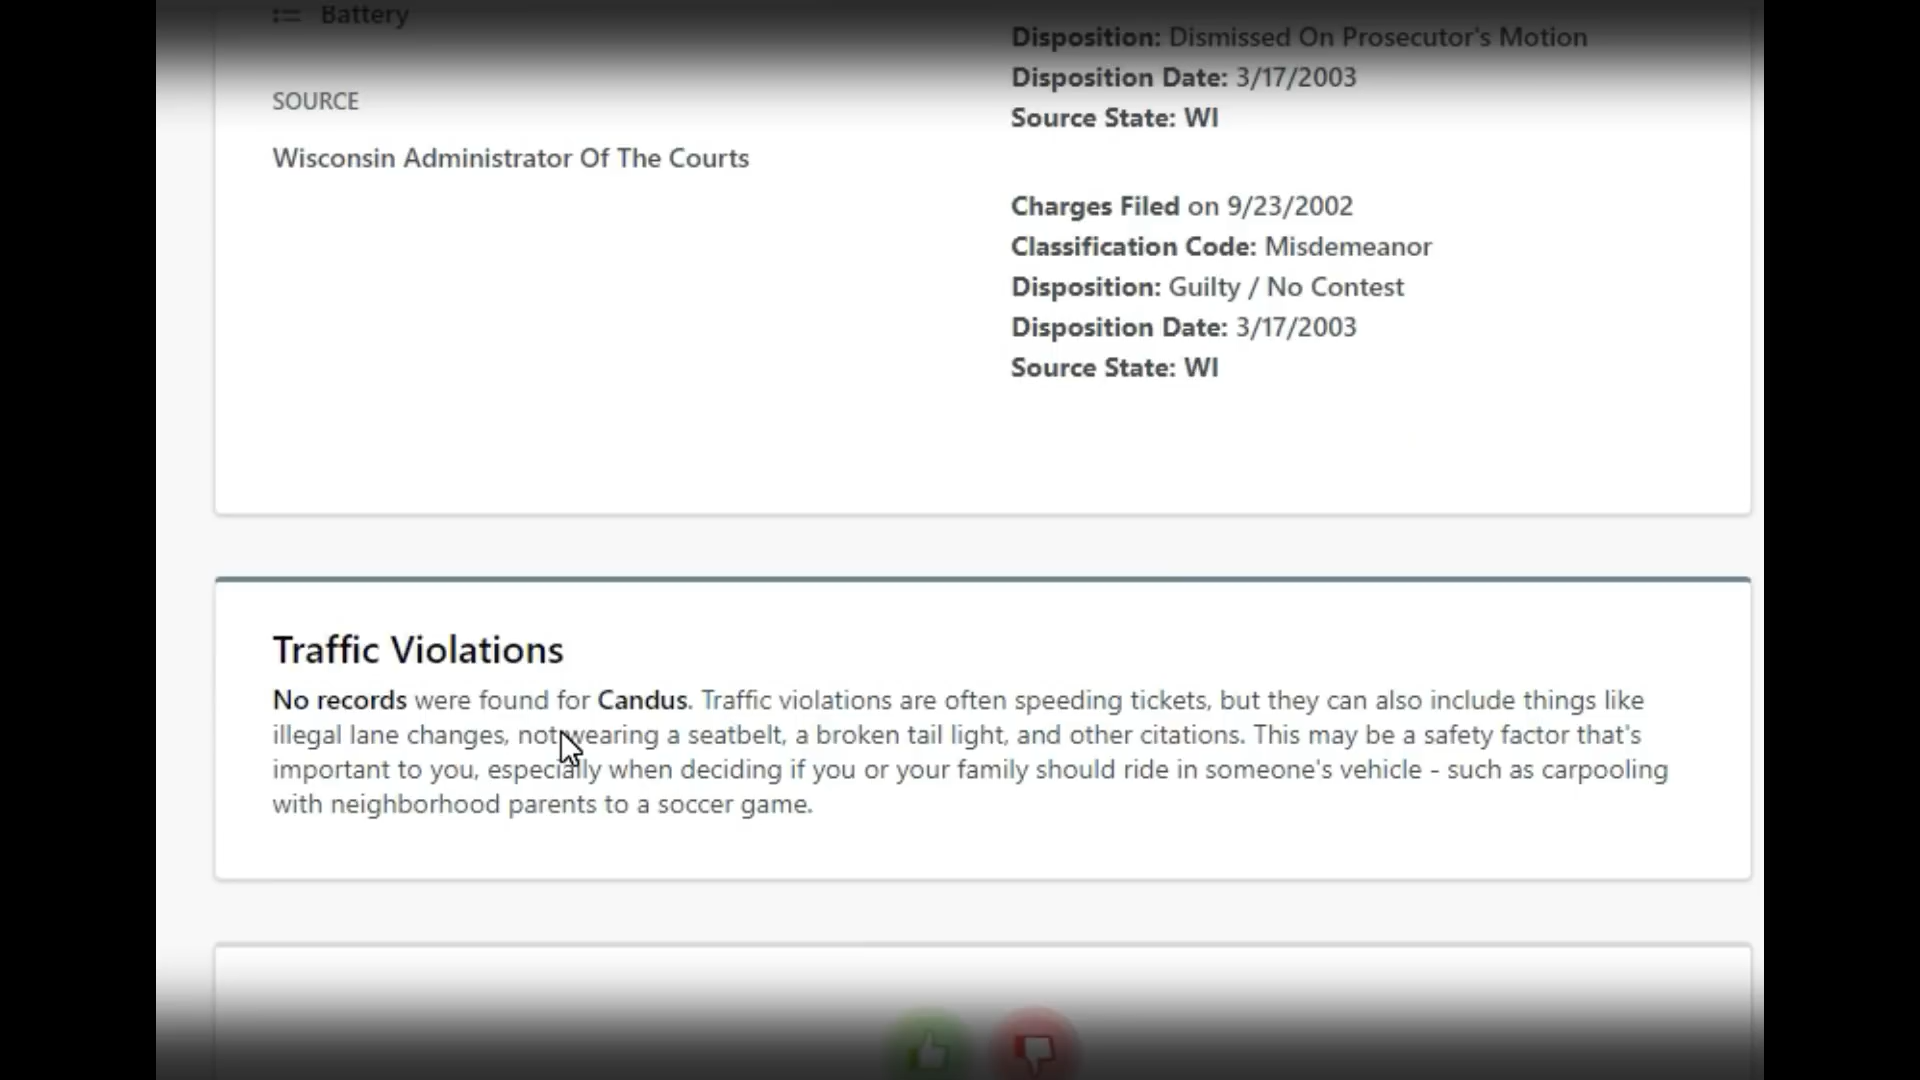 Battery
SOURCE
Wisconsin Administrator Of The Courts
Disposition: Dismissed On Prosecutor's Motion
Disposition Date: 3/17/2003
Source State: WI
Charges Filed on 9/23/2002
Classification Code: Misdemeanor
Disposition: Guilty / No Contest
Disposition Date: 3/17/2003
Source State: WI
Traffic Violations
No records were found for Candus. Traffic violations are often speeding tickets, but they can also include things like
illegal lane changes, not wearing a seatbelt, a broken tail light, and other citations. This may be a safety factor that's
important to you, especially when deciding if you or your family should ride in someone's vehicle - such as carpooling
with neighborhood parents to a soccer game.